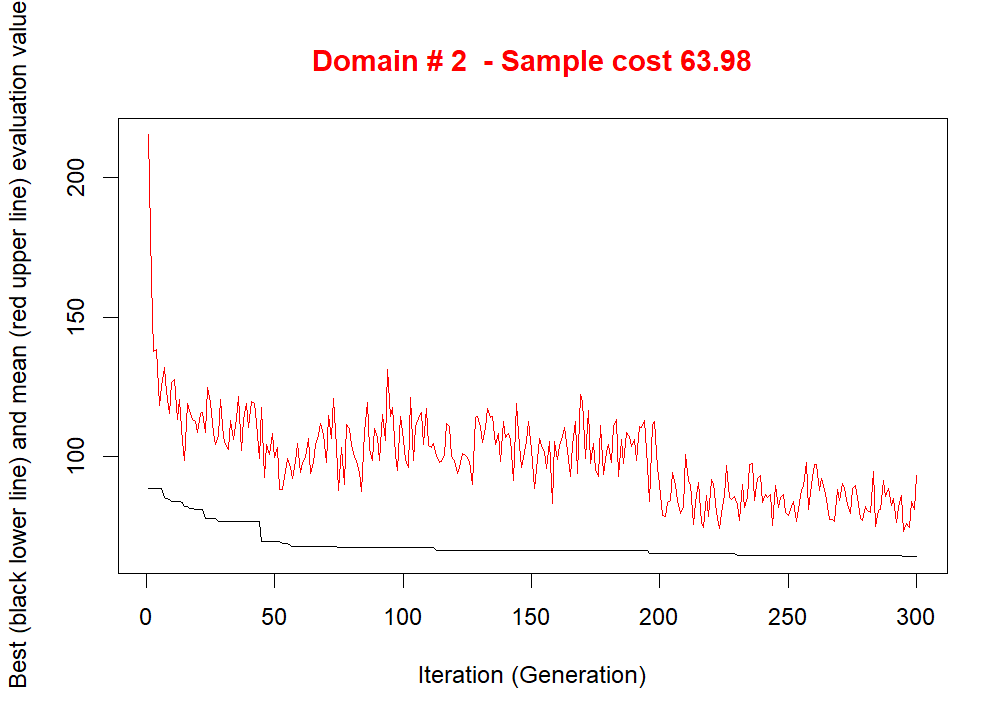 Domain # 2 - Sample cost 63.98
Best (black lower line) and mean (red upper line) evaluation value
200
150
100
0 50 100 150 200 250 300
Iteration (Generation)